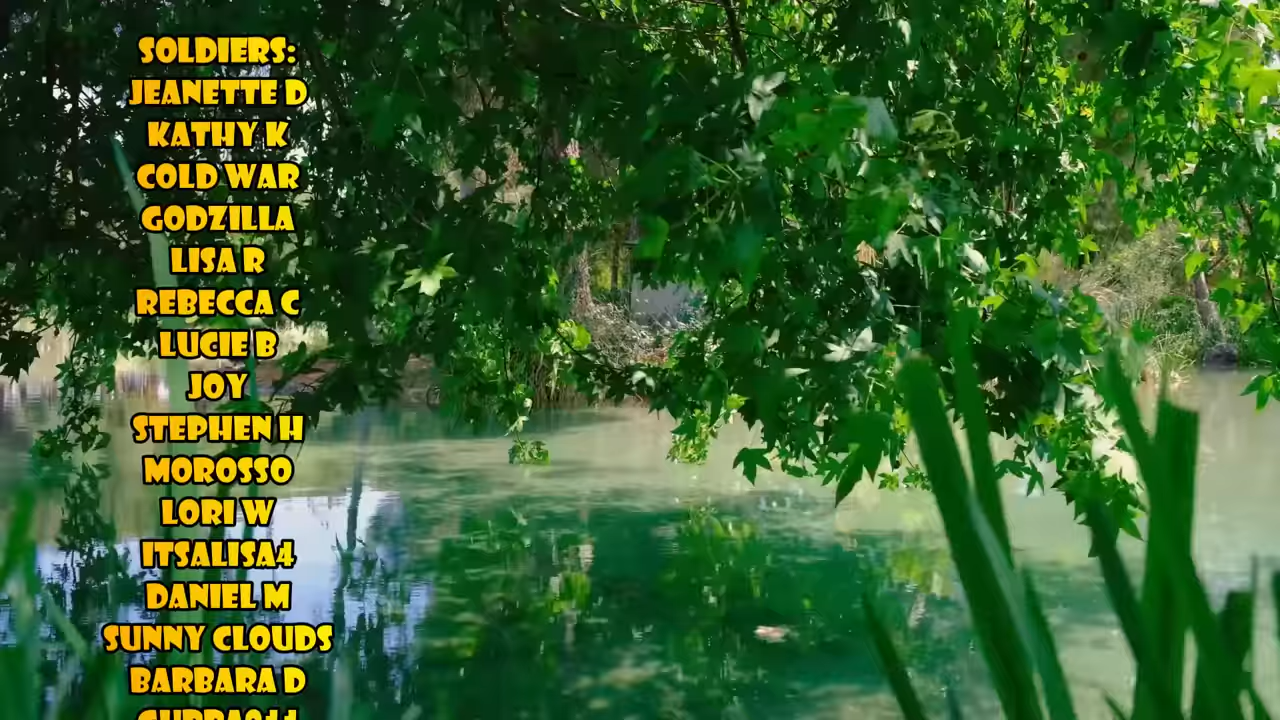 SOLDIERS:
JEANETTE D
KATHY K
COLD WAR
GODZILLA
LISA R
REBECCA C
LUCIE B
JOY
STEPHEN H
MOROSSO
LORI W
ITSALISA4
DANIEL M
SUNNY CLOUDS
BARBARA D